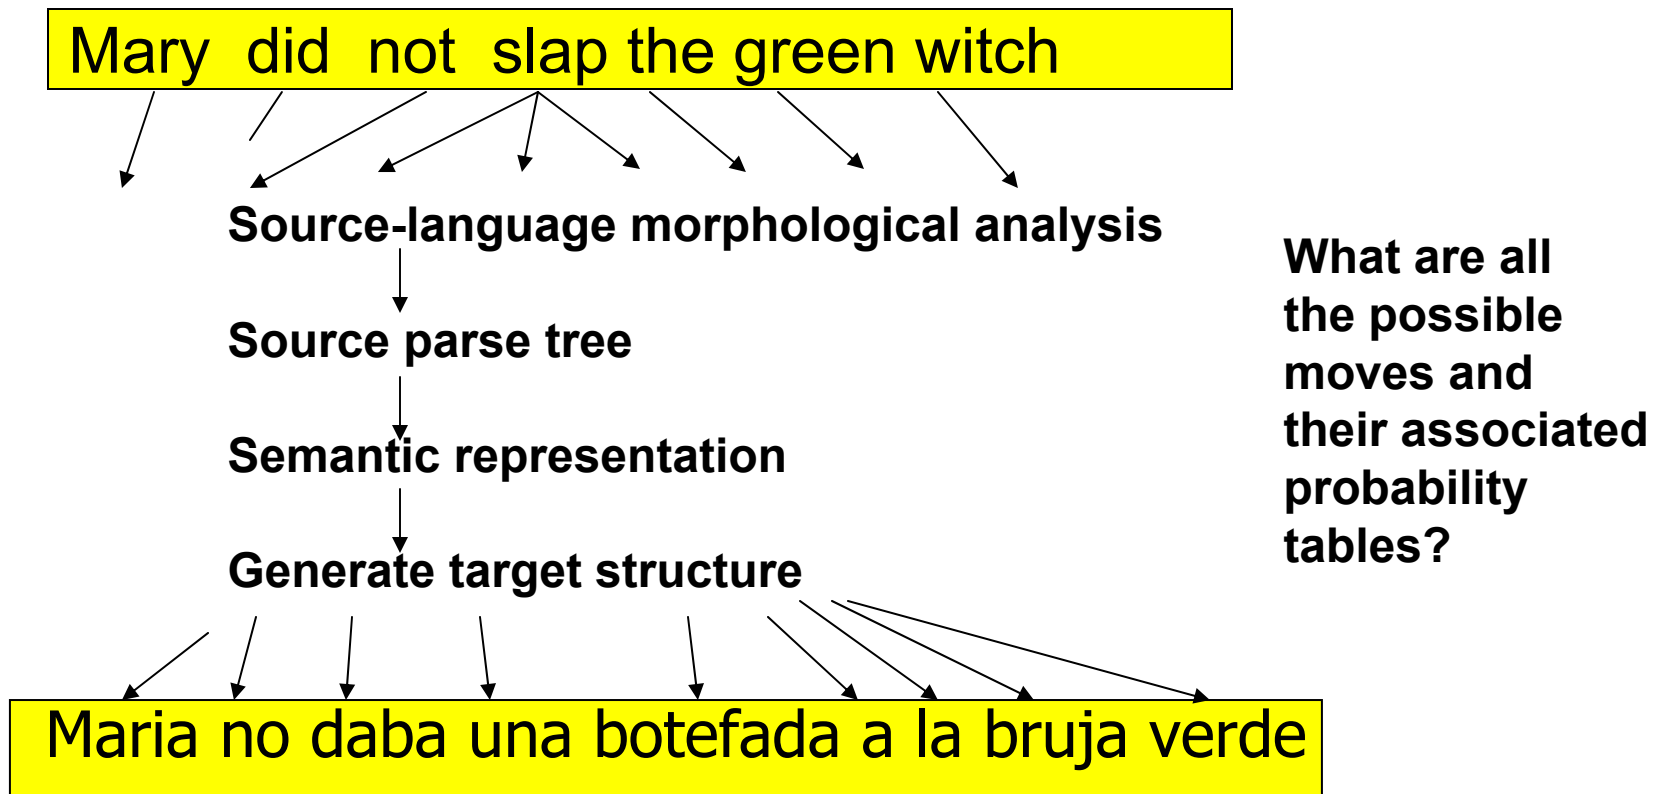 Mary did not slap the green witch
Source-language morphological analysis
Source parse tree
Semantic representation
Generate target structure
Maria no daba una botefada a la bruja verde
What are all
the possible
moves and
their associated
probability
tables?